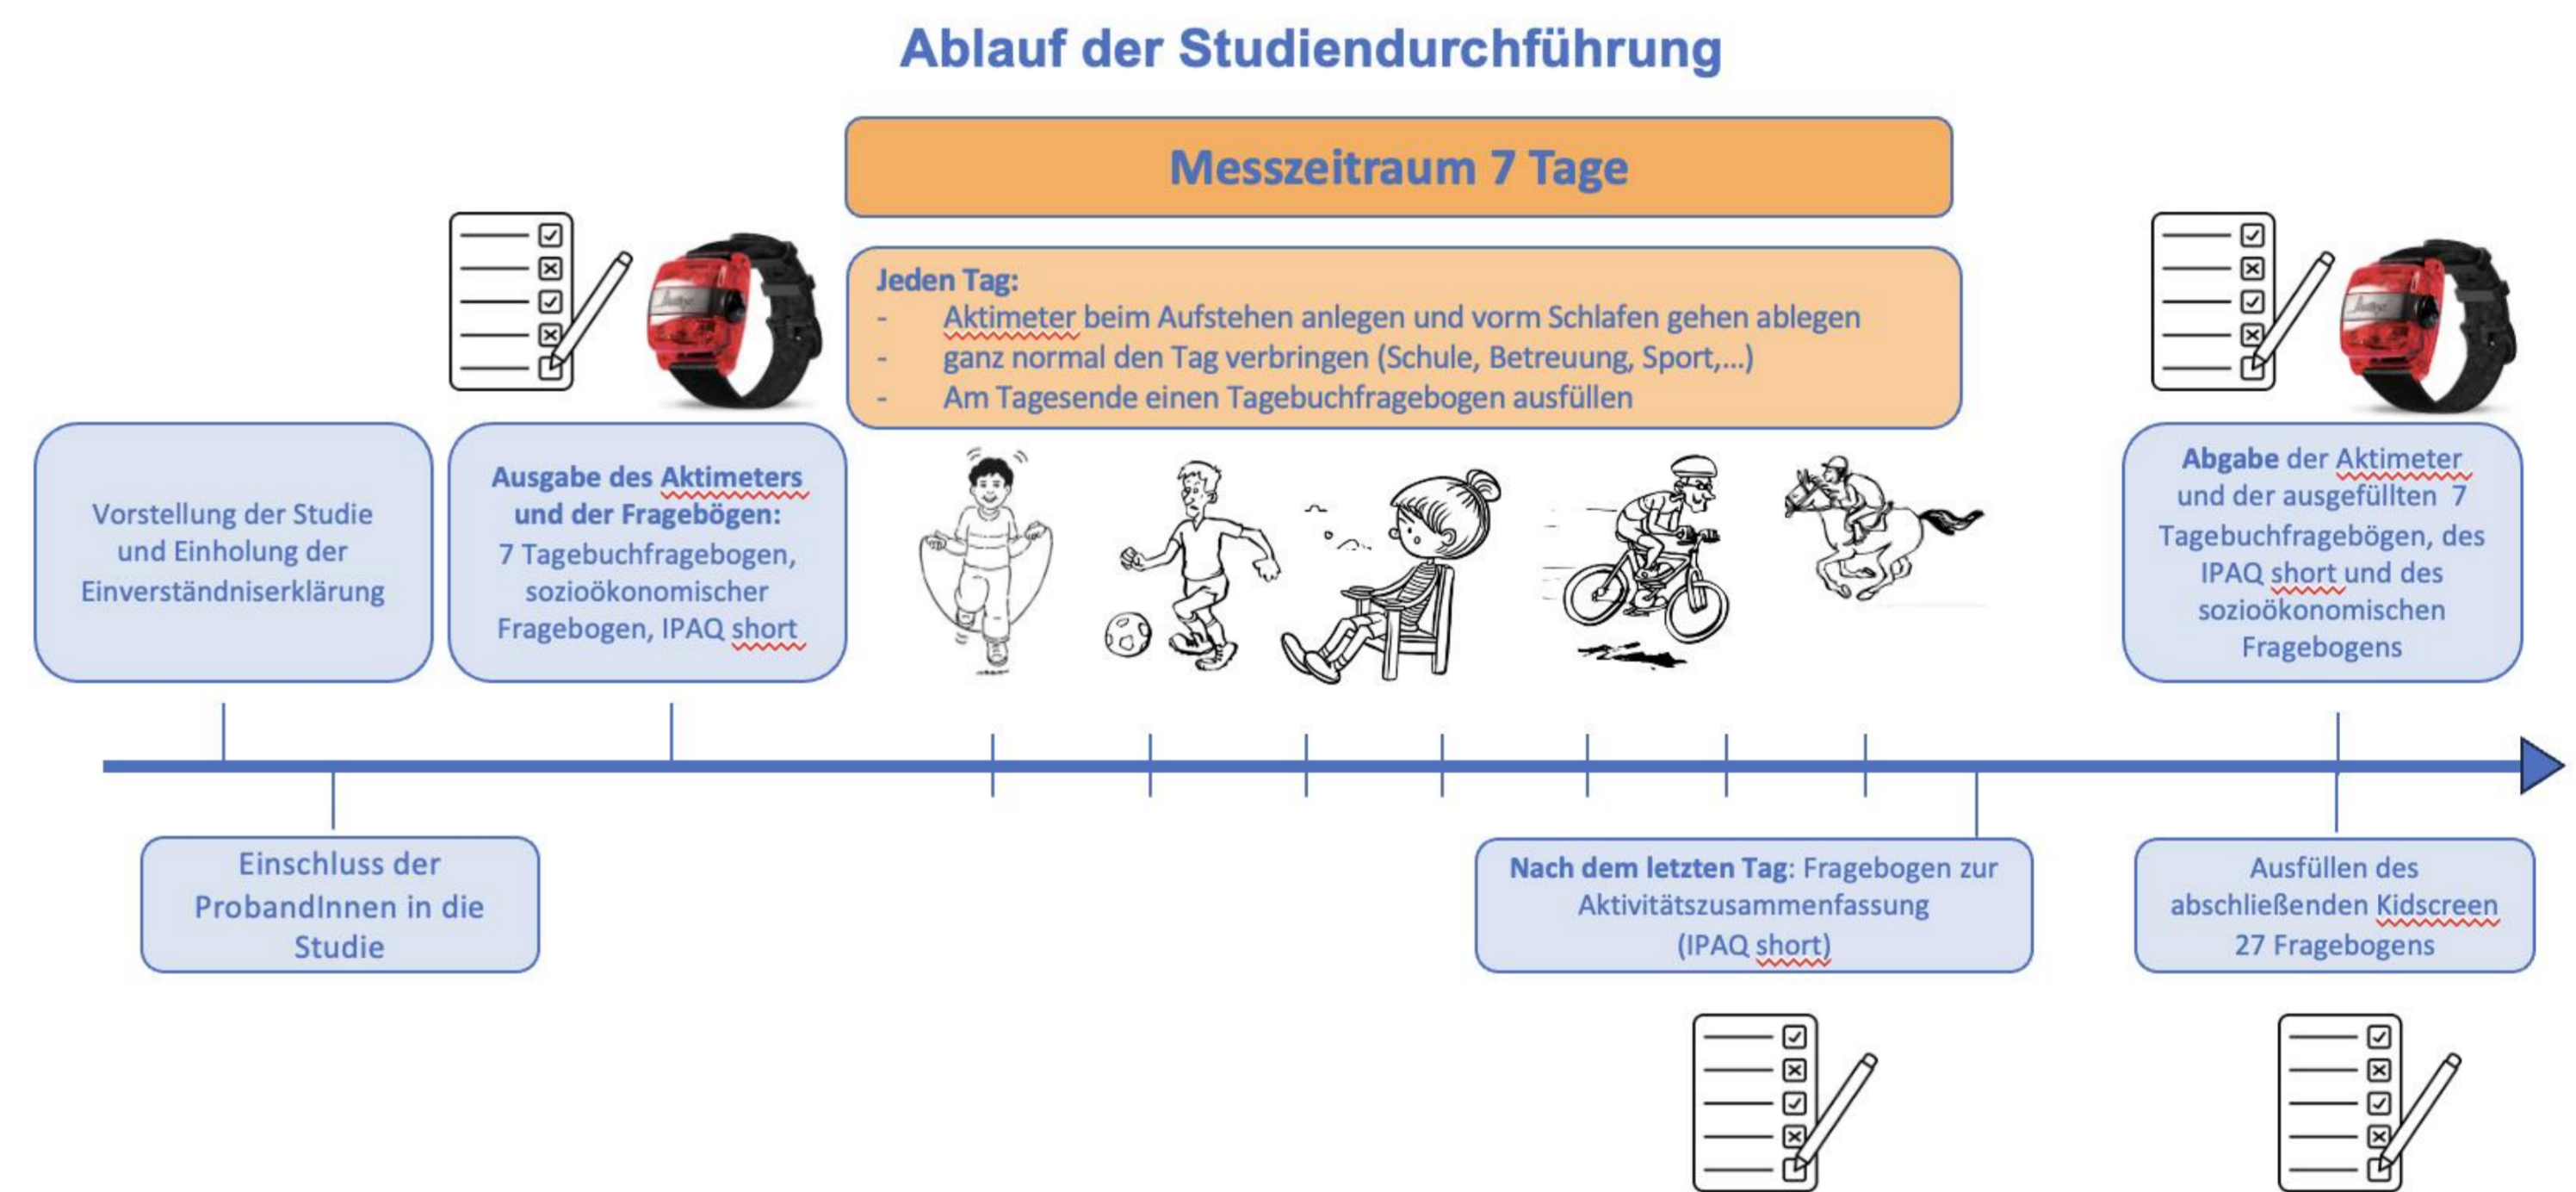 Ablauf der Studiendurchführung
Messzeitraum 7 Tage
Jeden Tag:
- Aktimeter beim Aufstehen anlegen und vorm Schlafen gehen ablegen
- ganz normal den Tag verbringen (Schule, Betreuung, Sport,...)
- Am Tagesende einen Tagebuchfragebogen ausfüllen
Vorstellung der Studie
und Einholung der
Einverständniserklärung
Ausgabe des Aktimeters
und der Fragebögen:
7 Tagebuchfragebogen,
sozioökonomischer
Fragebogen, IPAQ short
Abgabe der Aktimeter
und der ausgefüllten 7
Tagebuchfragebögen, des
IPAQ short und des
sozioökonomischen
Fragebogens
Einschluss der
ProbandInnen in die
Studie
Nach dem letzten Tag: Fragebogen zur
Aktivitätszusammenfassung
(IPAQ short)
Ausfüllen des
abschließenden Kidscreen
27 Fragebogens